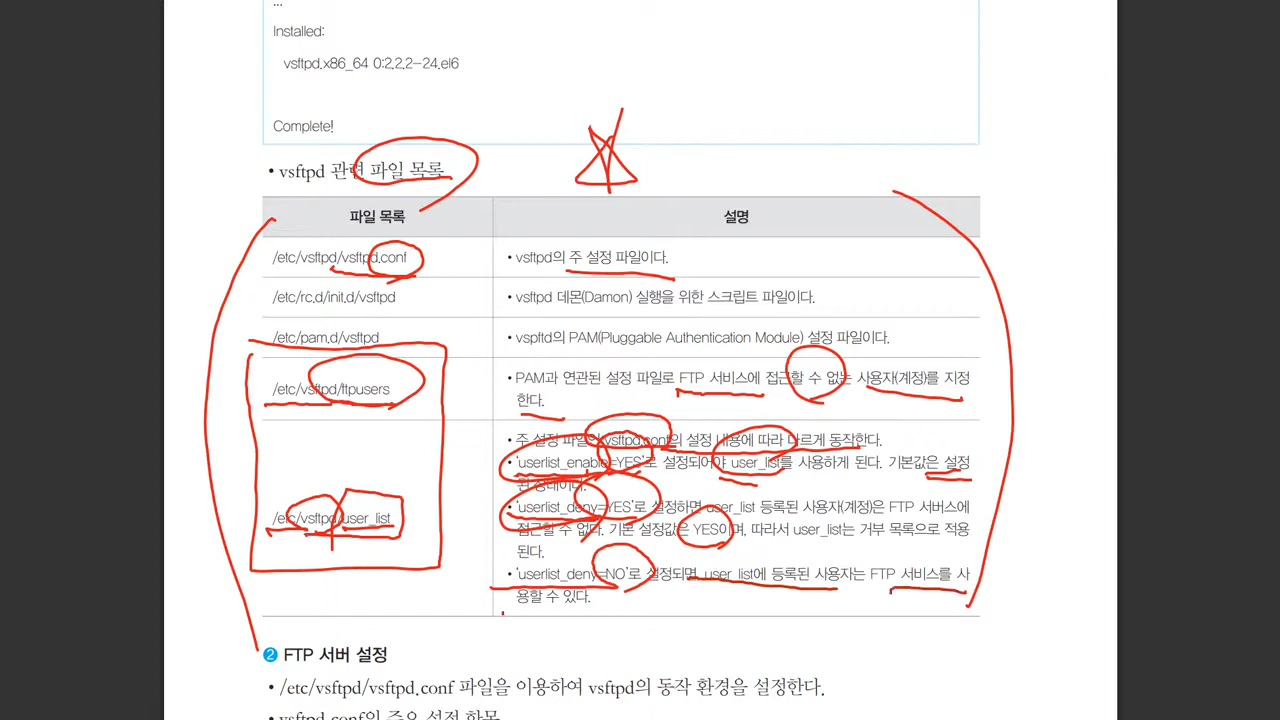 ...
Installed:
vsftpd.x86_64 0:2.2.2-24.el6
Complete!
• vsftpd 관련 파일 목록
파일 목록
설명
/etc/vsftpd/vsftpd.conf
• vsftpd의 주 설정 파일이다.
/etc/rc.d/init.d/vsftpd
• vsftpd 데몬(Damon) 실행을 위한 스크립트 파일이다.
/etc/pam.d/vsftpd
• vspftd의 PAM(Pluggable Authentication Module) 설정 파일이다.
/etc/vsftpd/ftpusers
• PAM과 연관된 설정 파일로 FTP 서비스에 접근할 수 없는 사용자(계정)를 지정
한다.
/etc/vsftpd/user_list
• 주 설정 파일인 vsftpd.conf의 설정 내용에 따라 다르게 동작한다.
• 'userlist_enable=YES'로 설정되어야 user_list를 사용하게 된다. 기본값은 설정
된 상태이다.
• 'userlist_deny=YES'로 설정하면 user_list 등록된 사용자(계정)은 FTP 서버스에
접근할 수 없다. 기본 설정값은 YES이며, 따라서 user_list는 거부 목록으로 적용
된다.
• 'userlist_deny=NO'로 설정되면 user_list에 등록된 사용자는 FTP 서비스를 사
용할 수 있다.
2 FTP 서버 설정
• /etc/vsftpd/vsftpd.conf 파일을 이용하여 vsftpd의 동작 환경을 설정한다.
• vsftpd.conf의 주요 설정 항목